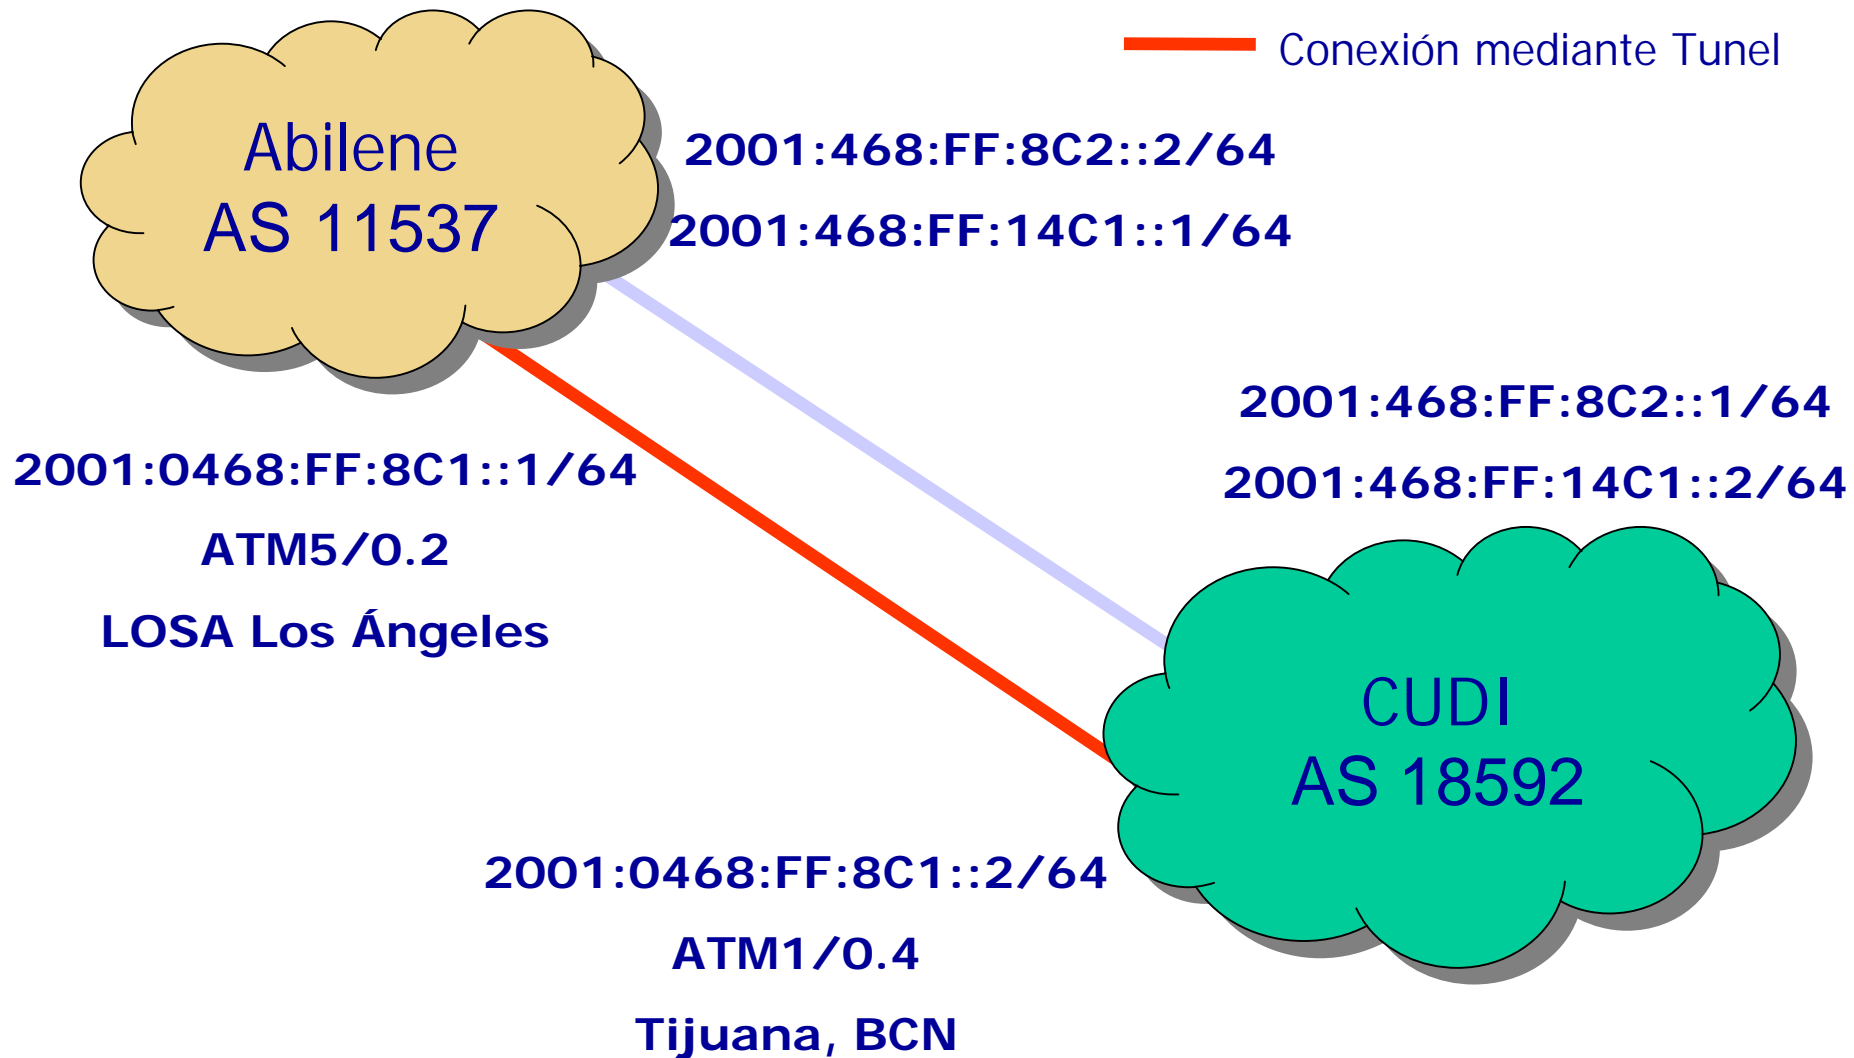 Conexión mediante Tunel
Abilene
AS 11537
2001:468:FF:8C2::2/64
2001:468:FF:14C1::1/64
2001:468:FF:8C2::1/64
2001:468:FF:14C1::2/64
2001:0468:FF:8C1::1/64
ATM5/0.2
LOSA Los Ángeles
CUDI
AS 18592
2001:0468:FF:8C1::2/64
ATM1/0.4
Tijuana, BCN